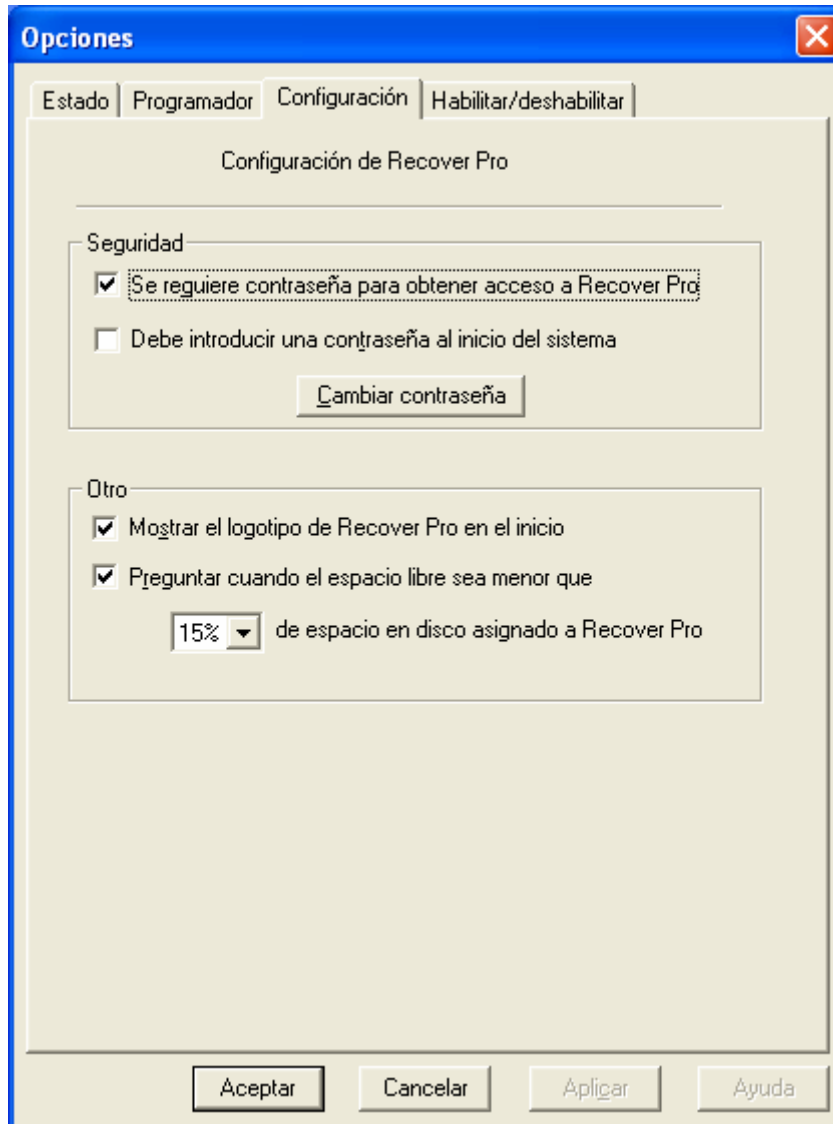 Opciones
Estado
Programador
Configuración
Habilitar/deshabilitar
Configuración de Recover Pro
Seguridad
Se reguiere contraseña para obtener acceso a Recover Pro
Debe introducir una contraseña al inicio del sistema
Cambiar contraseña
Otro
Mostrar el logotipo de Recover Pro en el inicio
Preguntar cuando el espacio libre sea menor que
15% de espacio en disco asignado a Recover Pro
Aceptar
Cancelar
Aplicar
Ayuda